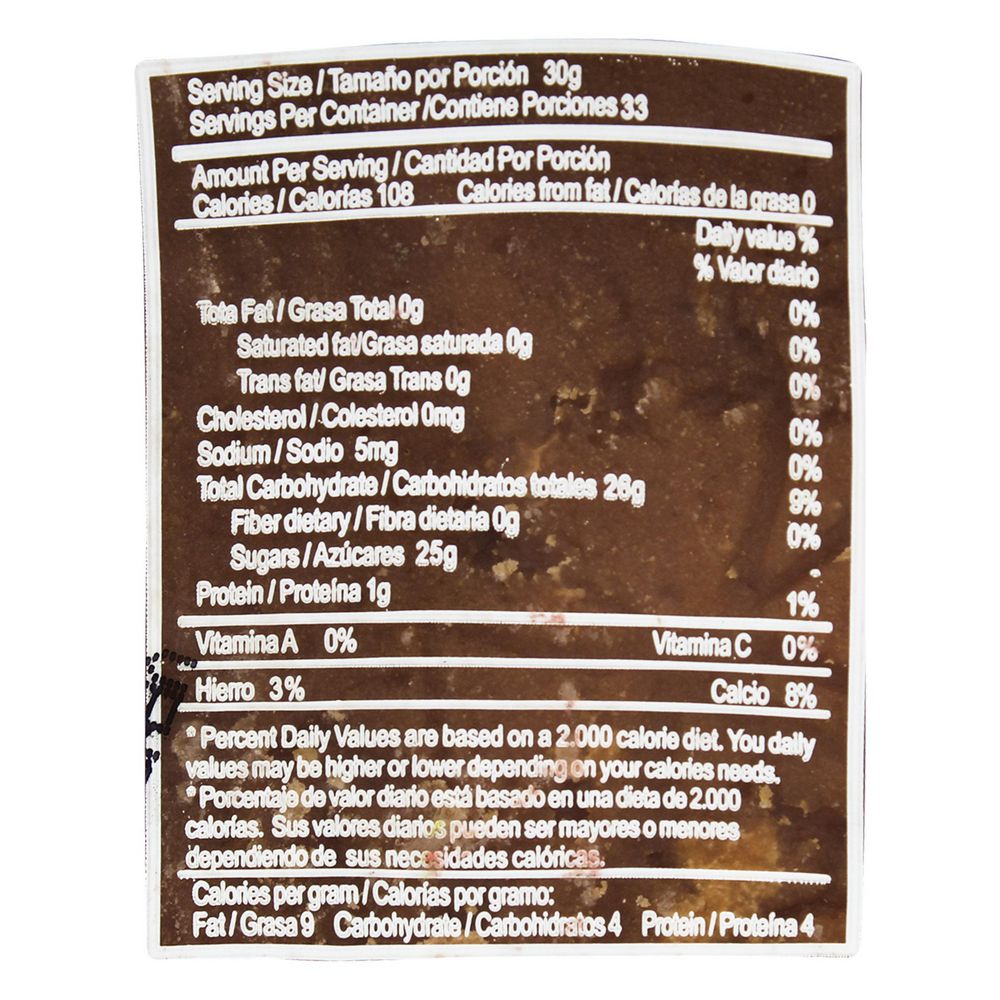 Serving Size / Tamaño por Porción 30g
Servings Per Container /Contiene Porciones 33
Amount Per Serving / Cantidad Por Porción
Calories / Calorías 108 Calories from fat / Calorías de la grasa 0
Daily value %
% Valor diario
Tota Fat / Grasa Total 0g 0%
Saturated fat/Grasa saturada 0g 0%
Trans fat/ Grasa Trans 0g 0%
Cholesterol / Colesterol 0mg 0%
Sodium / Sodio 5mg 0%
Total Carbohydrate / Carbohidratos totales 26g 9%
Fiber dietary / Fibra dietaria 0g 0%
Sugars / Azúcares 25g -
Protein / Proteína 1g 1%
Vitamina A 0% Vitamina C 0%
Hierro 3% Calcio 8%
* Percent Daily Values are based on a 2.000 calorie diet. You daily
values may be higher or lower depending on your calories needs.
* Porcentaje de valor diario está basado en una dieta de 2.000
calorías. Sus valores diarios pueden ser mayores o menores
dependiendo de sus necesidades calóricas.
Calories per gram / Calorías por gramo:
Fat / Grasa 9 Carbohydrate / Carbohidratos 4 Protein / Proteína 4